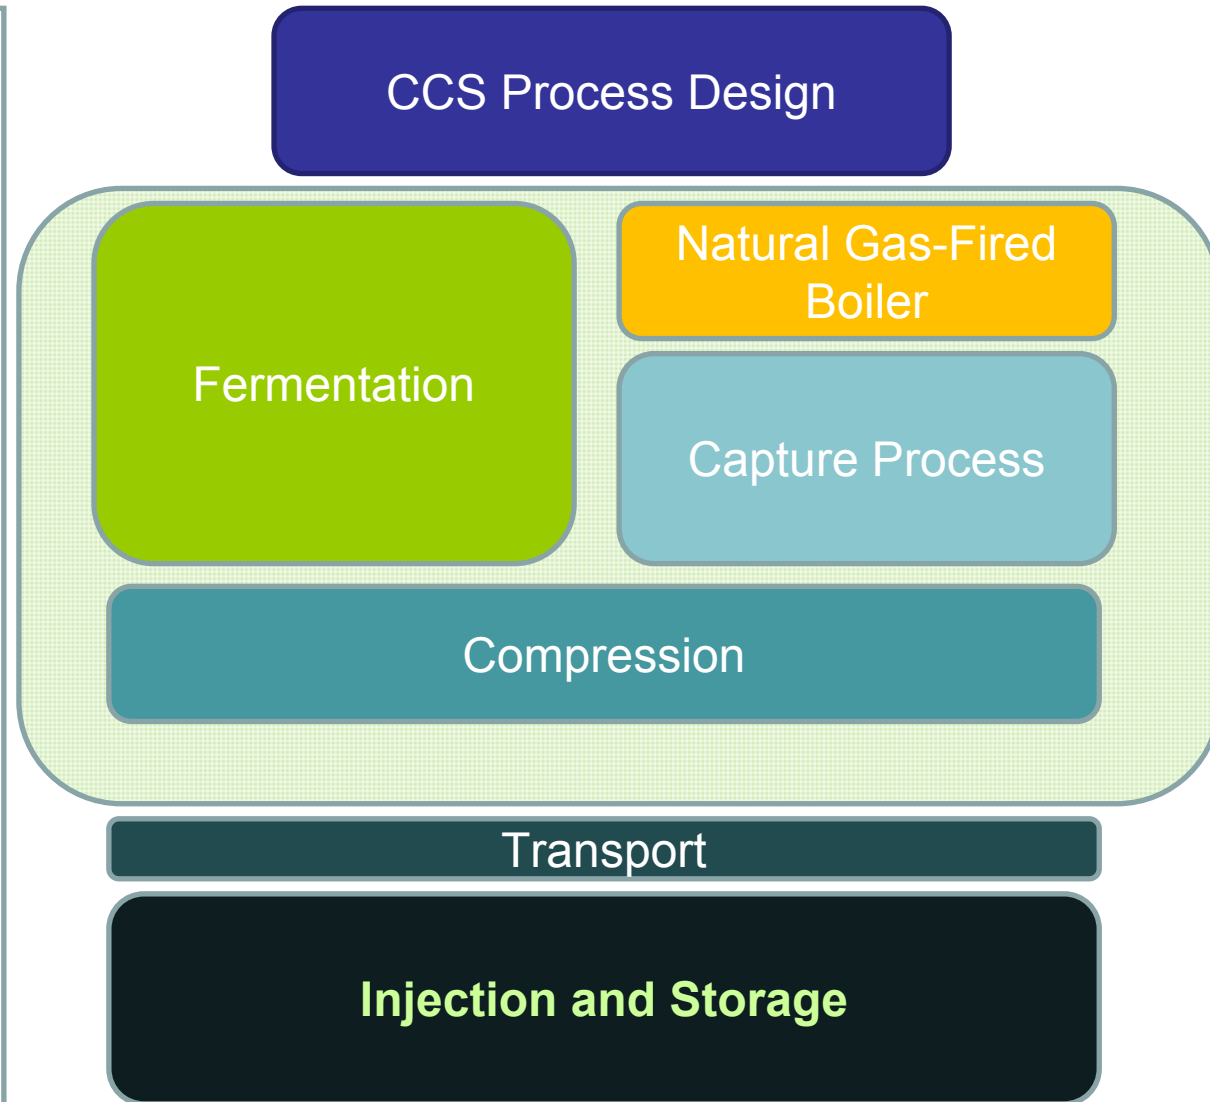 CCS Process Design
Fermentation
Natural Gas-Fired
Boiler
Capture Process
Compression
Transport
Injection and Storage